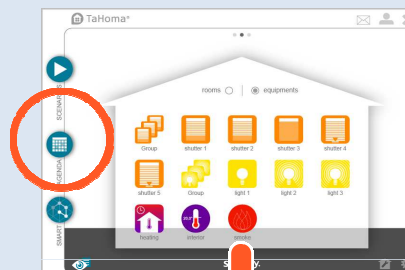 TaHoma®
SCENARIOS
rooms equipments
Group shutter 1 shutter 2 shutter 3 shutter 4
AGENDA
shutter 5 Group light 1 light 2 light 3
SMART
heating interior smoke